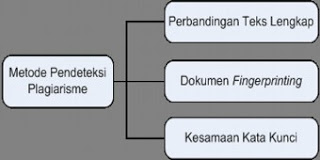 Perbandingan Teks Lengkap
Metode Pendeteksi
Plagiarisme
Dokumen Fingerprinting
Kesamaan Kata Kunci